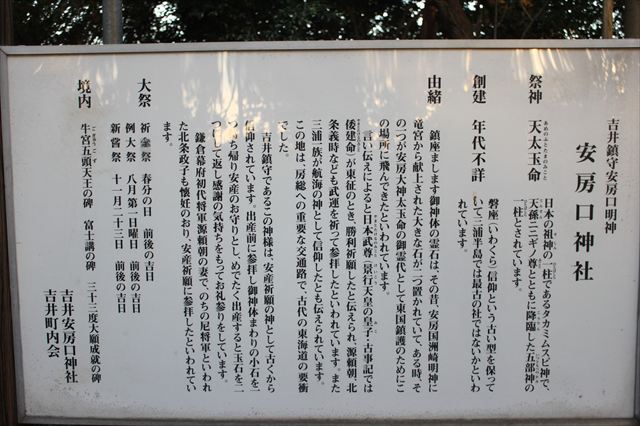 吉井鎮守安房口明神
安房口神社
祭神 天太玉命
あめのふとたまのみこと
日本の祖神の一柱であるタカミムスビ神で、
天孫ニニギノ尊とともに降臨した五部神の
一柱とされています。
創建 年代不詳
磐座(いわくら)信仰という古い型を保って
いて三浦半島では最古の社ではないかといわ
れています。
由緒
鎮座まします御神体の霊石は、その昔、安房国洲崎明神に
竜宮から献上された大きな石が二つ置かれていて、ある時、そ
の一つが安房大神太玉命の御霊代として東国鎮護のためにこ
の場所に飛んできたといわれています。
言い伝えによると日本武尊(景行天皇の皇子・古事記では
倭建命)が東征のとき、勝利祈願したと伝えられ、源頼朝、北
条義時なども武運を祈って参拝したといわれています。また
三浦一族が航海の神として信仰したとも伝えられています。
この地は、房総への重要な交通路で、古代の東海道の要衝
でした。
吉井鎮守であるこの神様は、安産祈願の神として古くから
信仰されています。出産前に参拝し御神体まわりの小石を一
つ持ち帰り安産のお守りとし、めでたく出産すると玉石を二
つにして返し感謝の気持ちをもってお礼参りをしています。
鎌倉幕府初代将軍源頼朝の妻で、のちの尼将軍といわれ
た北条政子も懐妊のおり、安産祈願に参拝したといわれてい
ます。
大祭
祈年祭 春分の日 前後の吉日
例大祭 八月第一日曜日 前後の吉日
新嘗祭 十一月二十三日 前後の吉日
境内
牛宮五頭天王の碑 富士講の碑 三十三度大願成就の碑
吉井安房口神社
吉井町内会